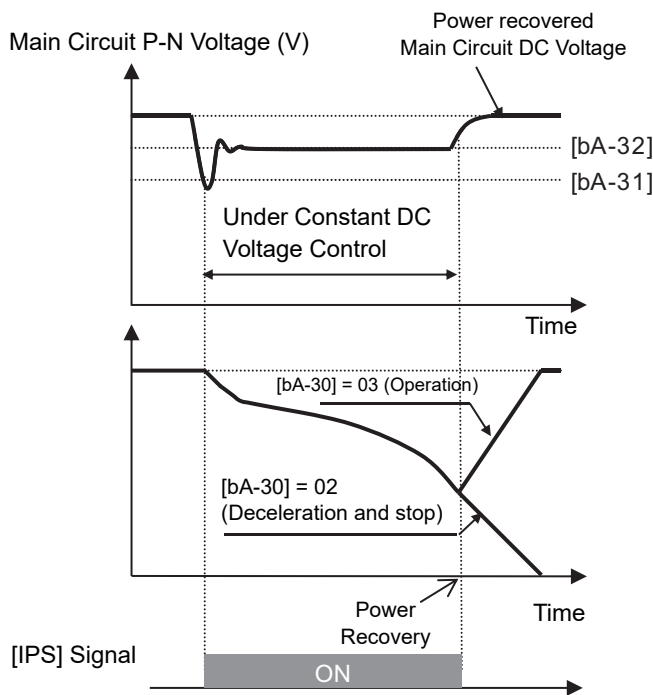 Power recovered
Main Circuit DC Voltage
Main Circuit P-N Voltage (V)
[bA-32]
[bA-31]
Under Constant DC
Voltage Control
Time
[bA-30] = 03 (Operation)
[bA-30] = 02
(Deceleration and stop)
Power
Recovery
Time
[IPS] Signal
ON